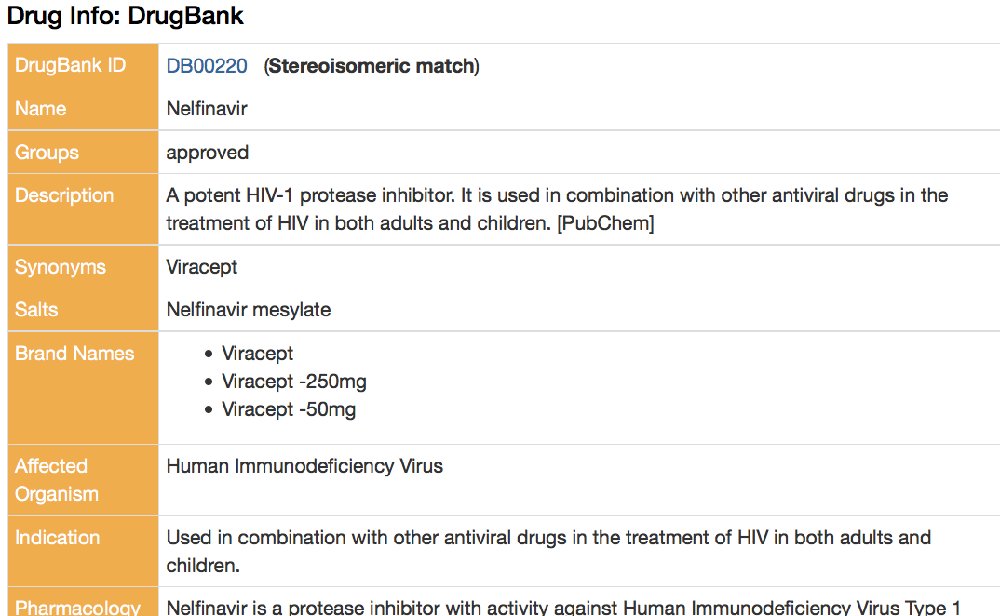 Drug Info: DrugBank
DrugBank ID DB00220 (Stereoisomeric match)
Name Nelfinavir
Groups approved
Description A potent HIV-1 protease inhibitor. It is used in combination with other antiviral drugs in the
treatment of HIV in both adults and children. [PubChem]
Synonyms Viracept
Salts Nelfinavir mesylate
Brand Names • Viracept
• Viracept -250mg
• Viracept -50mg
Affected Human Immunodeficiency Virus
Organism
Indication Used in combination with other antiviral drugs in the treatment of HIV in both adults and
children.
Pharmacology Nelfinavir is a protease inhibitor with activity against Human Immunodeficiency Virus Type 1